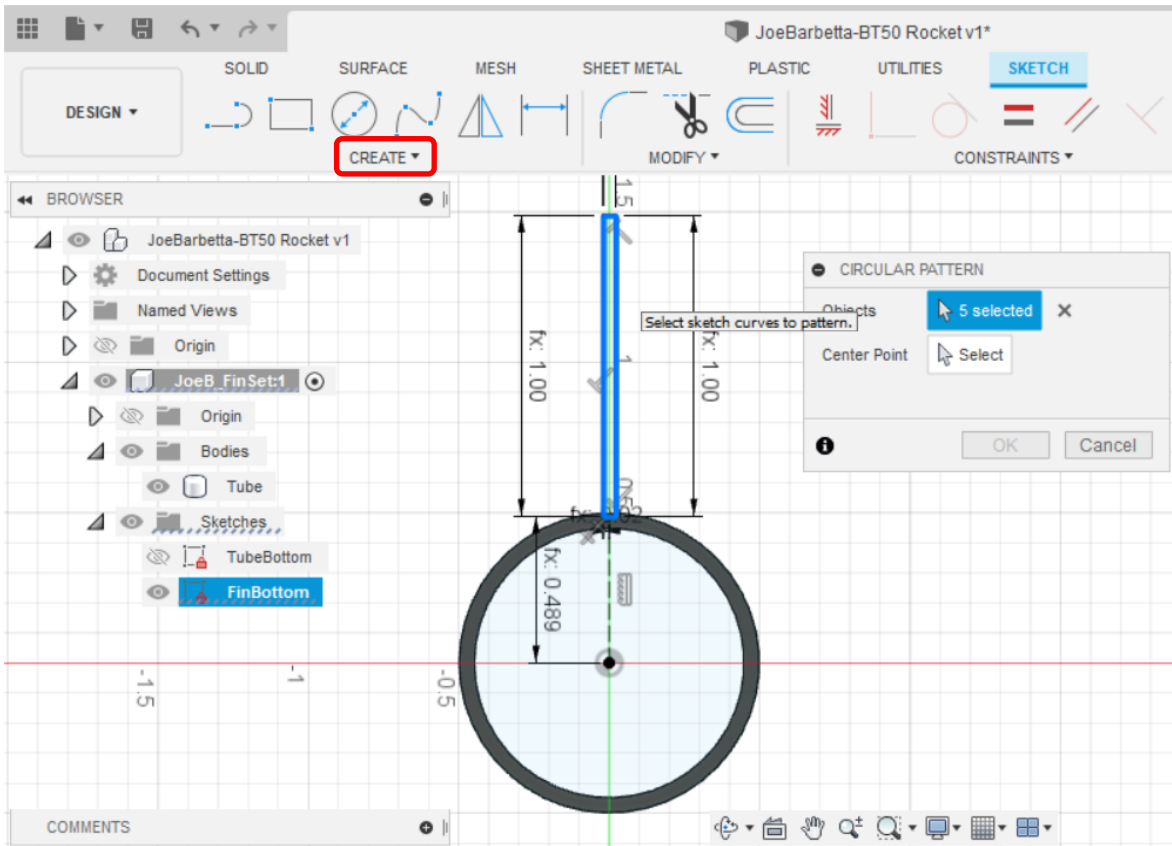 JoeBarbetta-BT50 Rocket v1*
SOLID SURFACE MESH SHEET METAL PLASTIC UTILITIES SKETCH
DESIGN
CREATE MODIFY CONSTRAINTS
BROWSER
JoeBarbetta-BT50 Rocket v1
Document Settings
Named Views
Origin
JoeB_FinSet:1
Origin
Bodies
Tube
Sketches
TubeBottom
FinBottom
1.5
fx: 1.00
1
fx: 1.00
fx: 0.489
-1.5
-1
-0.5
CIRCULAR PATTERN
Objects 5 selected
Select sketch curves to pattern.
Center Point Select
OK Cancel
COMMENTS